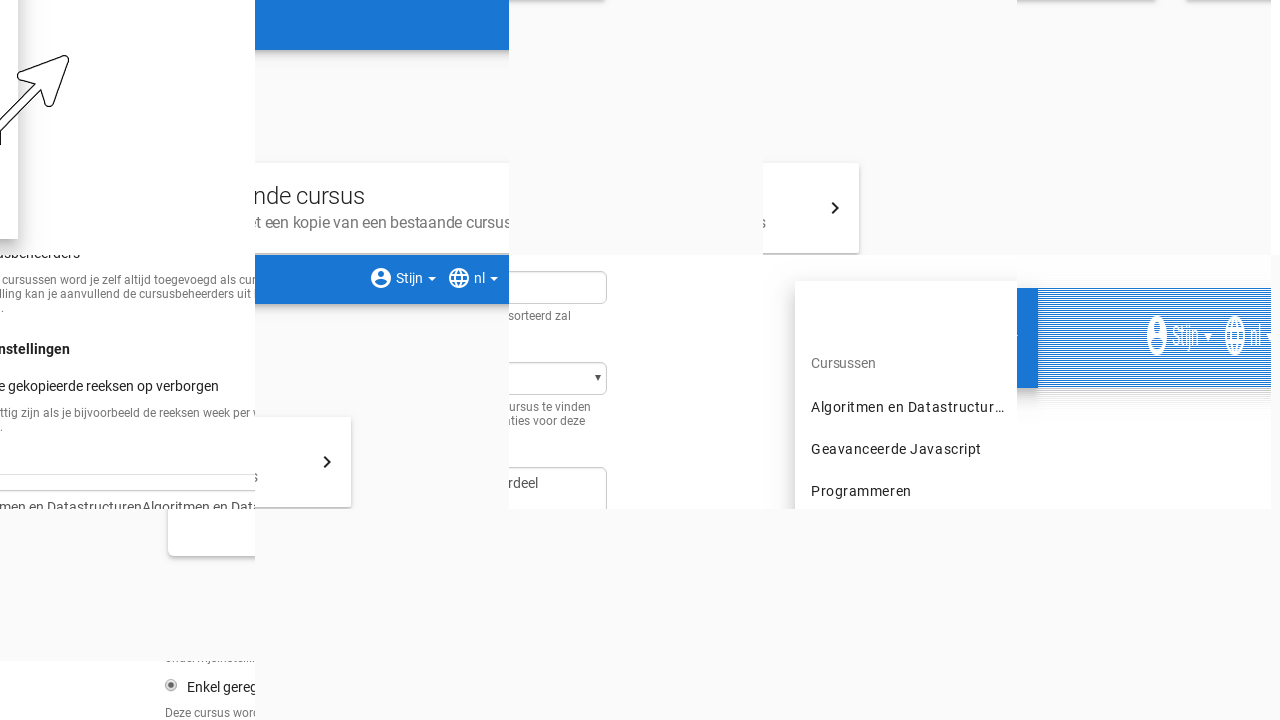 nde cursus
et een kopie van een bestaande cursus
cursussen word je zelf altijd toegevoegd als
lling kan je aanvullend de cursusbeheerders uit
Stijn
nl
sorteerd zal
Stijn
nl
nstellingen
Cursussen
e gekopieerde reeksen op verborgen
ttig zijn als je bijvoorbeeld de reeksen week per
ursus te vinden
aties voor deze
Algoritmen en Datastructur…
Geavanceerde Javascript
s
rdeel
Programmeren
men en DatastructurenAlgoritmen en Data
Enkel gereg
Deze cursus word